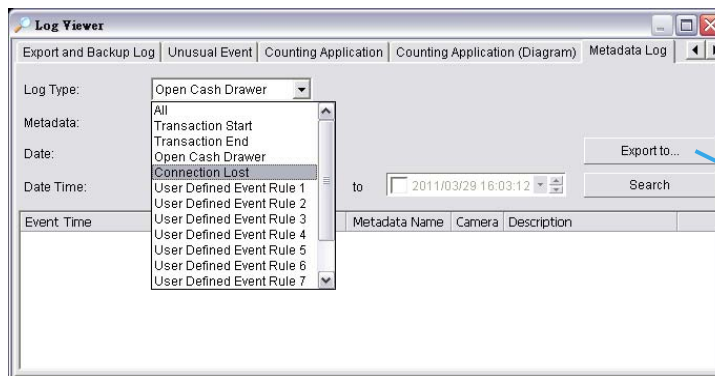 Log Viewer
Export and Backup Log Unusual Event Counting Application Counting Application (Diagram) Metadata Log
Log Type: Open Cash Drawer
All
Metadata: Transaction Start
Transaction End
Date: Open Cash Drawer Export to...
Connection Lost
Date Time: User Defined Event Rule 1 to 2011/03/29 16:03:12 Search
User Defined Event Rule 2
User Defined Event Rule 3
Event Time Metadata Name Camera Description
User Defined Event Rule 4
User Defined Event Rule 5
User Defined Event Rule 6
User Defined Event Rule 7